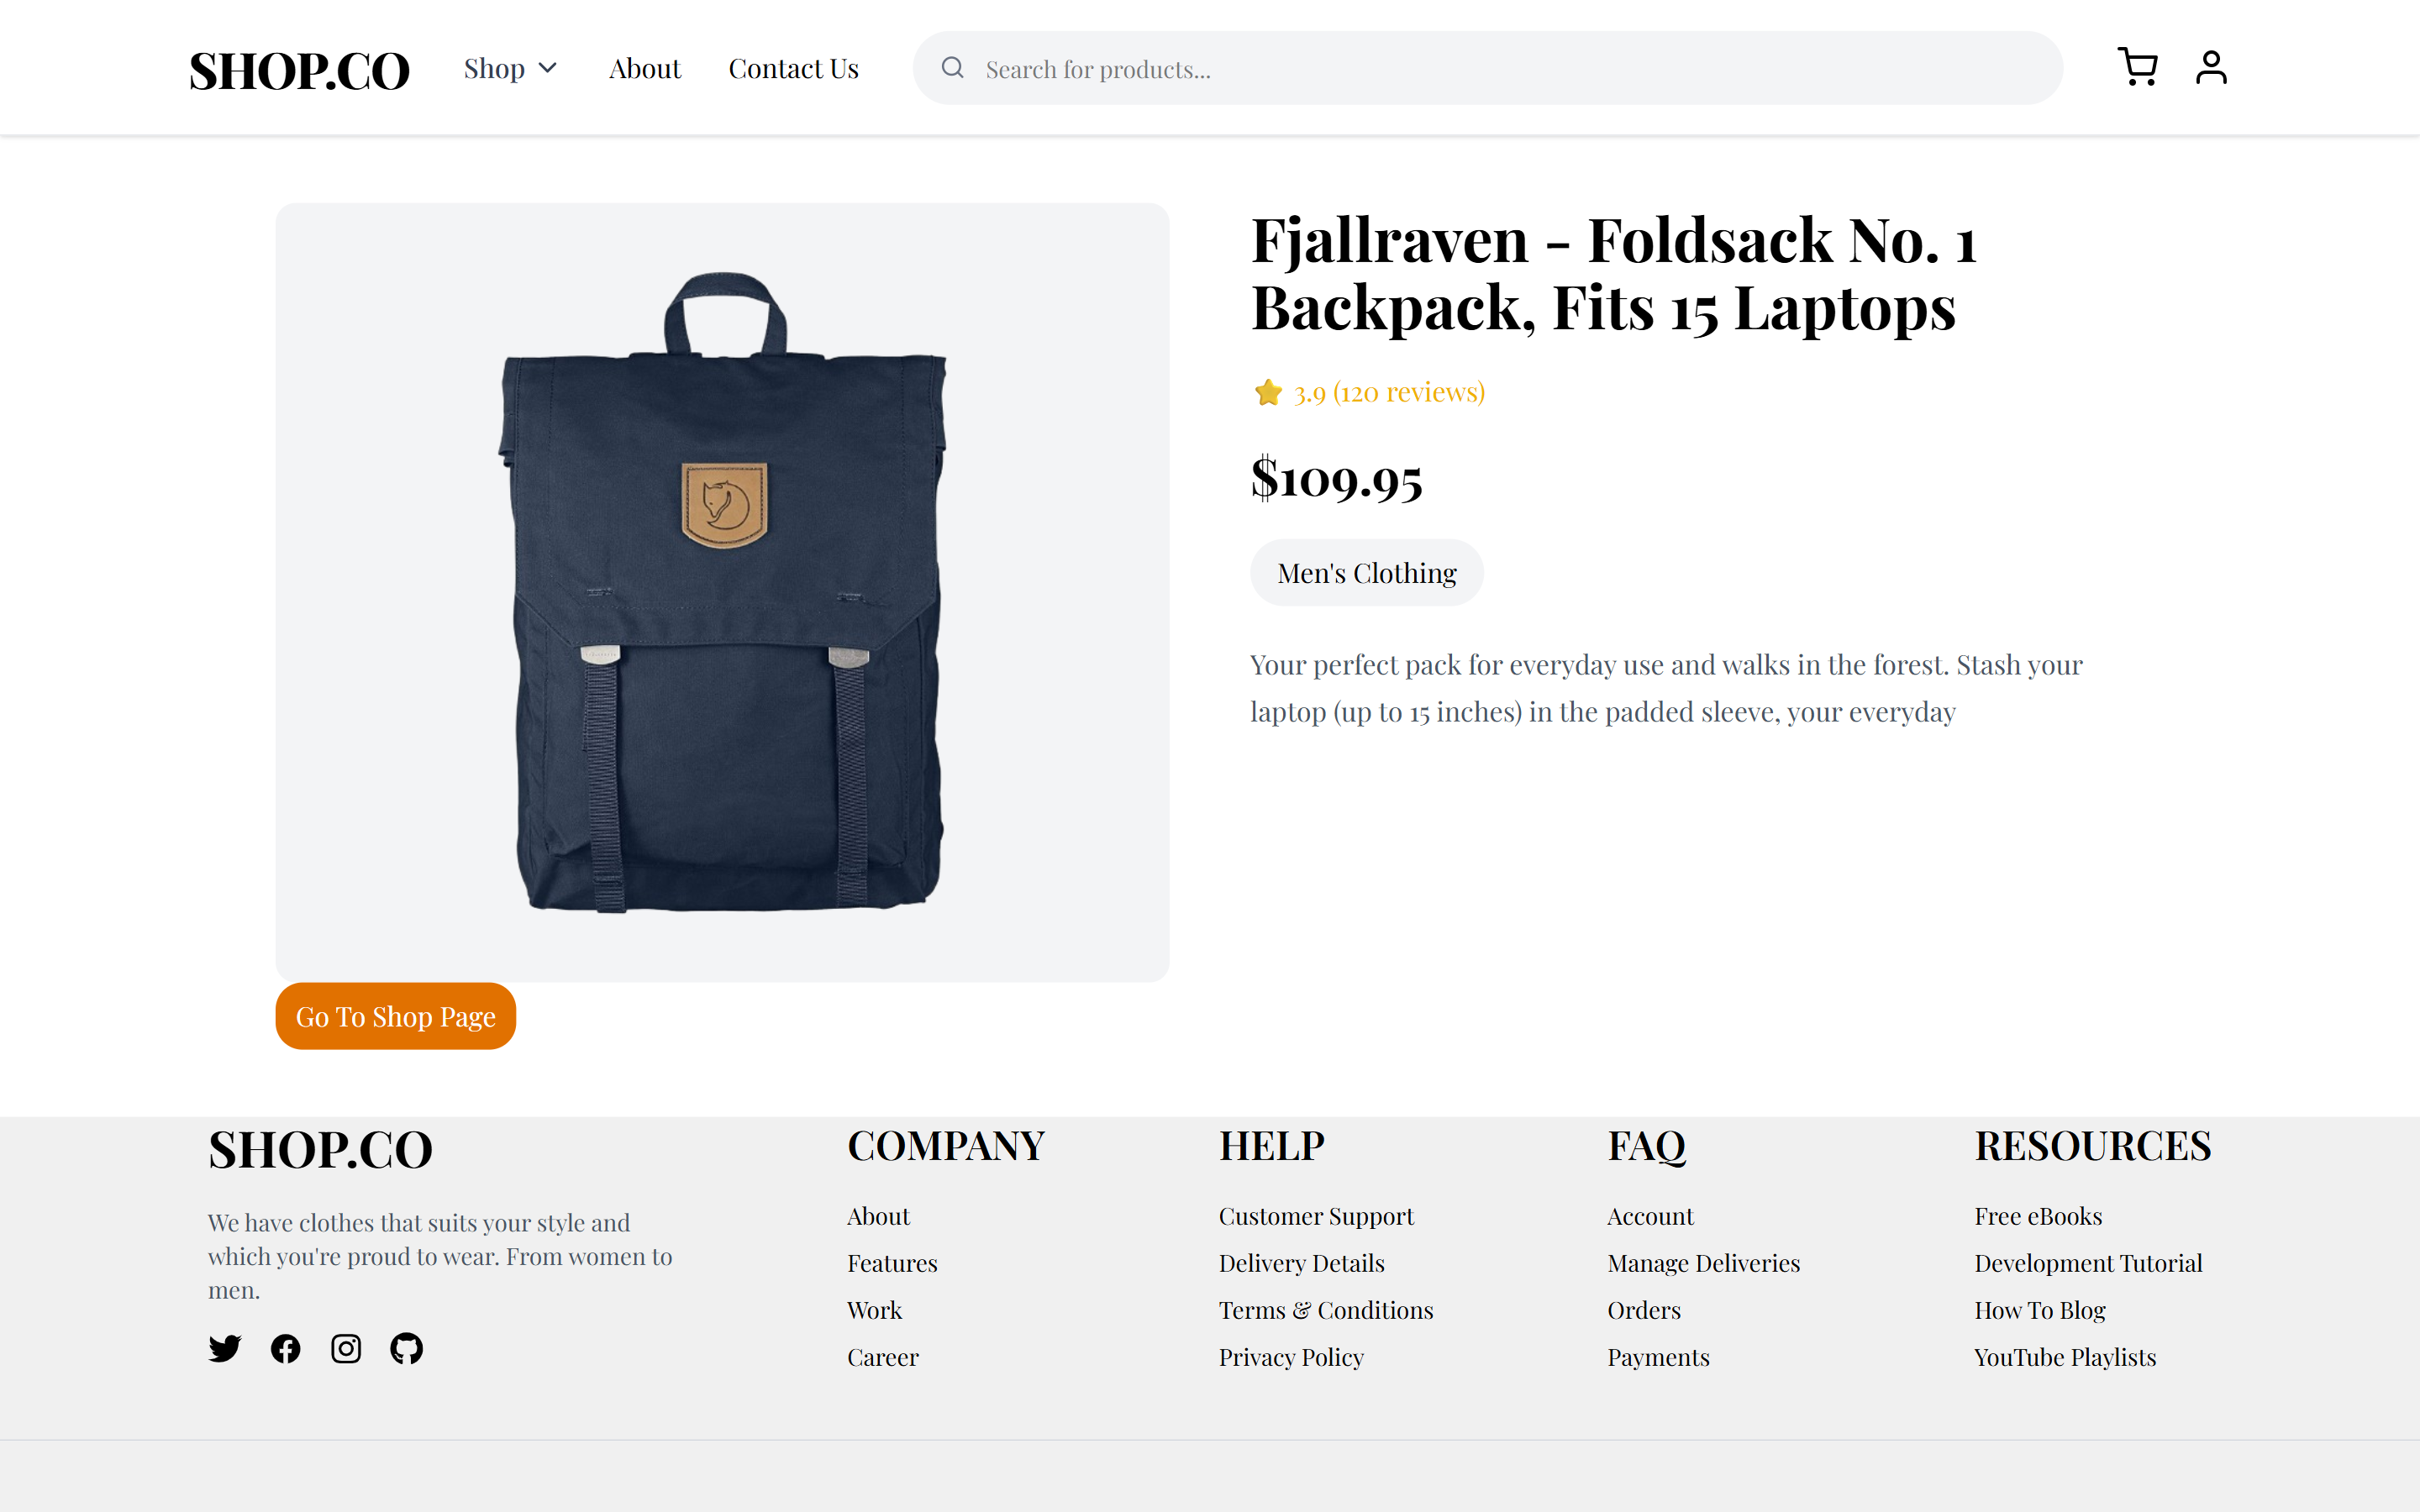 SHOP.CO
Shop
About
Contact Us
Search for products...
Fjallraven - Foldsack No. 1
Backpack, Fits 15 Laptops
3.9 (120 reviews)
$109.95
Men's Clothing
Your perfect pack for everyday use and walks in the forest. Stash your
laptop (up to 15 inches) in the padded sleeve, your everyday
Go To Shop Page
SHOP.CO
We have clothes that suits your style and
which you're proud to wear. From women to
men.
COMPANY
About
Features
Work
Career
HELP
Customer Support
Delivery Details
Terms & Conditions
Privacy Policy
FAQ
Account
Manage Deliveries
Orders
Payments
RESOURCES
Free eBooks
Development Tutorial
How To Blog
YouTube Playlists